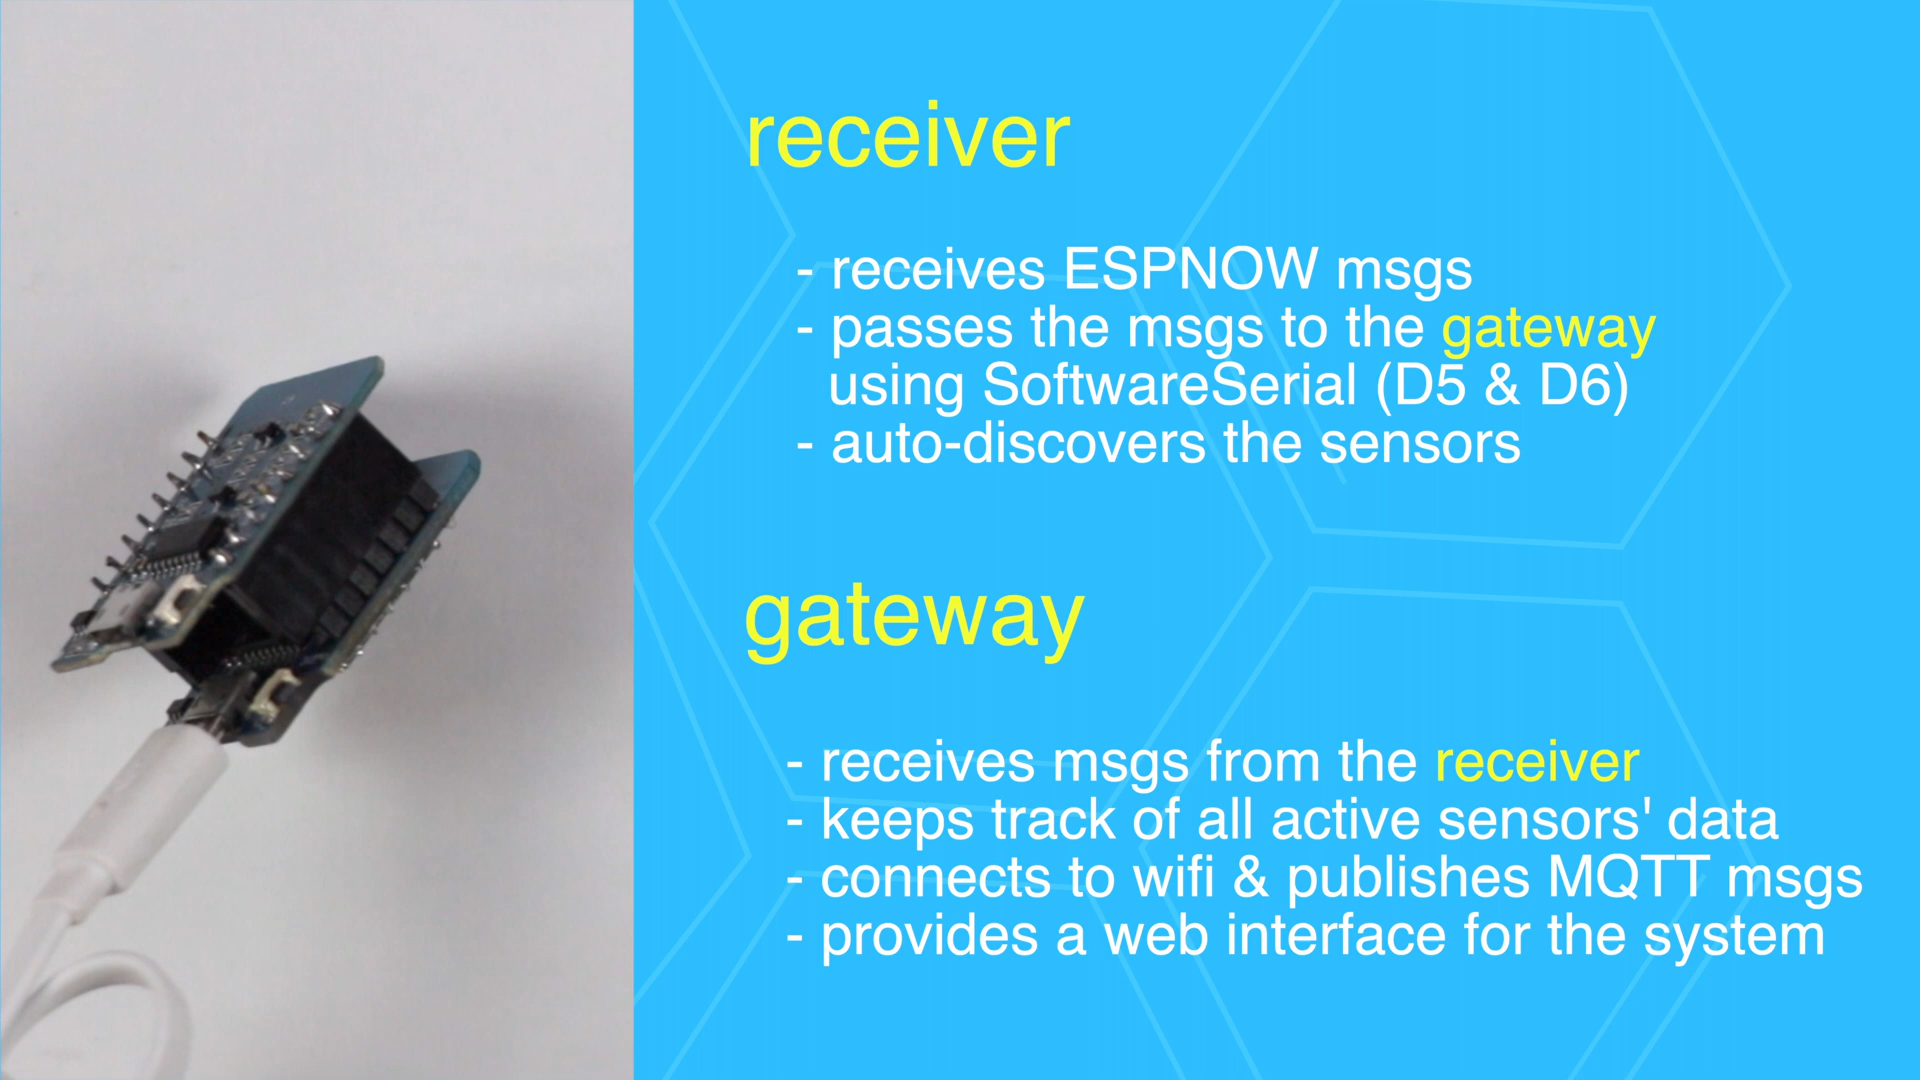 receiver
- receives ESPNOW msgs
- passes the msgs to the gateway
using SoftwareSerial (D5 & D6)
- auto-discovers the sensors
gateway
- receives msgs from the receiver
- keeps track of all active sensors' data
- connects to wifi & publishes MQTT msgs
- provides a web interface for the system